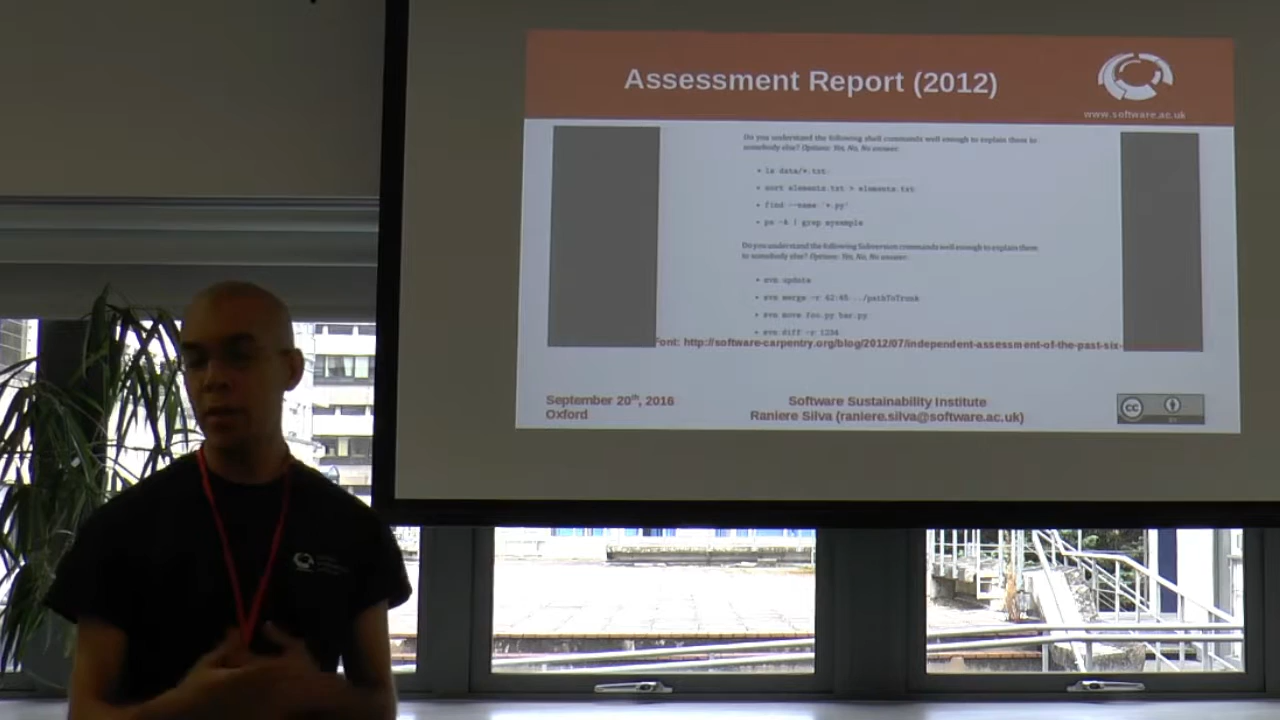 Assessment Report (2012)
www.software.ac.uk
Do you understand the following shell commands well enough to explain them to
somebody else? Options: Yes, No, No answer.
• ls data/*.txt
• sort elements.txt > elements.txt
• find --name '*.py'
• ps -A | grep myexample
Do you understand the following Subversion commands well enough to explain them
to somebody else? Options: Yes, No, No answer.
• svn update
• svn merge -r 42:65 ../pathToTrunk
• svn move foo.py bar.py
• svn diff -r 1234
Font: http://software-carpentry.org/blog/2012/07/independent-assessment-of-the-past-six-
September 20th, 2016
Oxford
Software Sustainability Institute
Raniere Silva (raniere.silva@software.ac.uk)
CC
BY